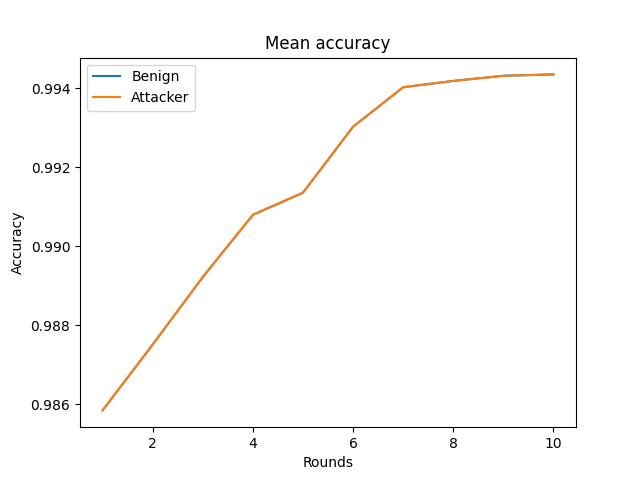 Mean accuracy
Benign
Attacker
0.994
0.992
0.990
0.988
0.986
Accuracy
2 4 6 8 10
Rounds